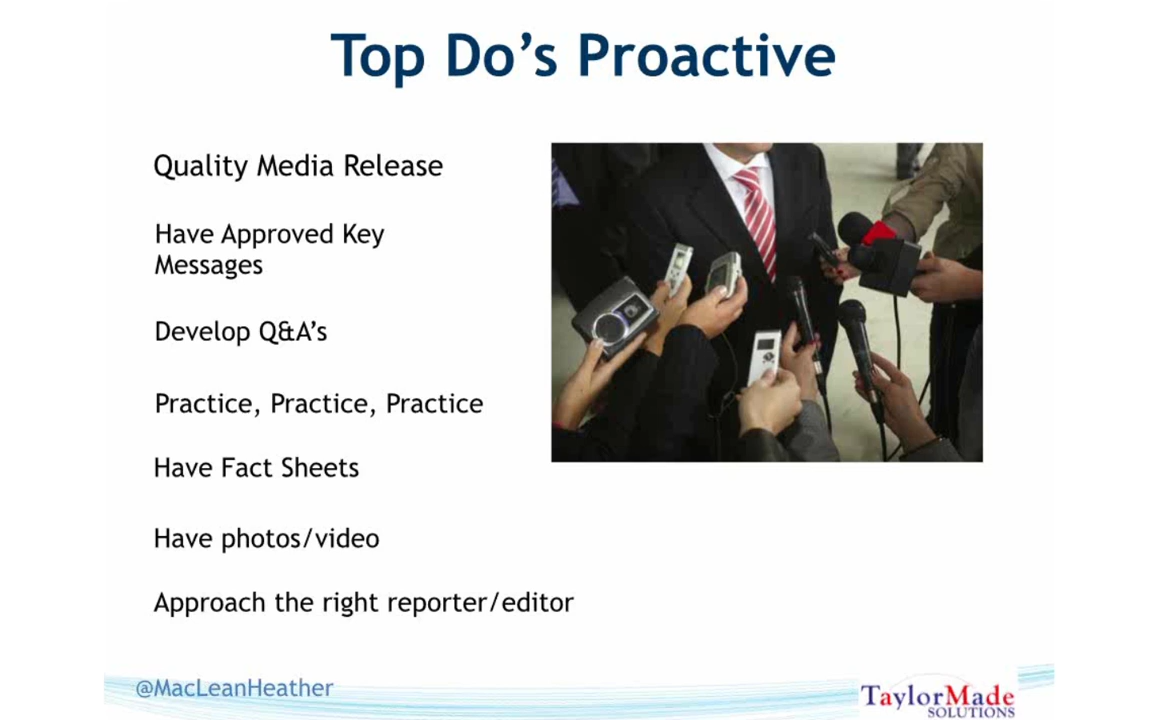 Top Do’s Proactive
Quality Media Release
Have Approved Key
Messages
Develop Q&A’s
Practice, Practice, Practice
Have Fact Sheets
Have photos/video
Approach the right reporter/editor
@MacLeanHeather
TaylorMade
SOLUTIONS